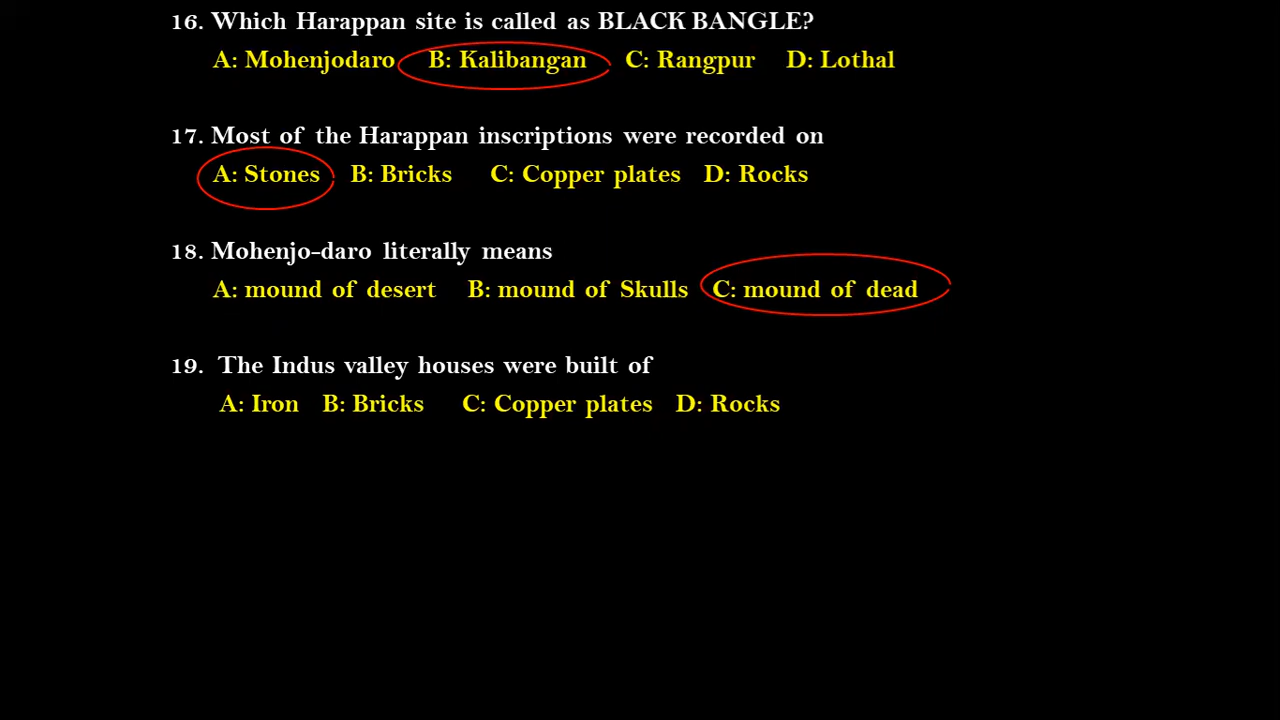 16. Which Harappan site is called as BLACK BANGLE?
A: Mohenjodaro B: Kalibangan C: Rangpur D: Lothal
17. Most of the Harappan inscriptions were recorded on
A: Stones B: Bricks C: Copper plates D: Rocks
18. Mohenjo-daro literally means
A: mound of desert B: mound of Skulls C: mound of dead
19. The Indus valley houses were built of
A: Iron B: Bricks C: Copper plates D: Rocks